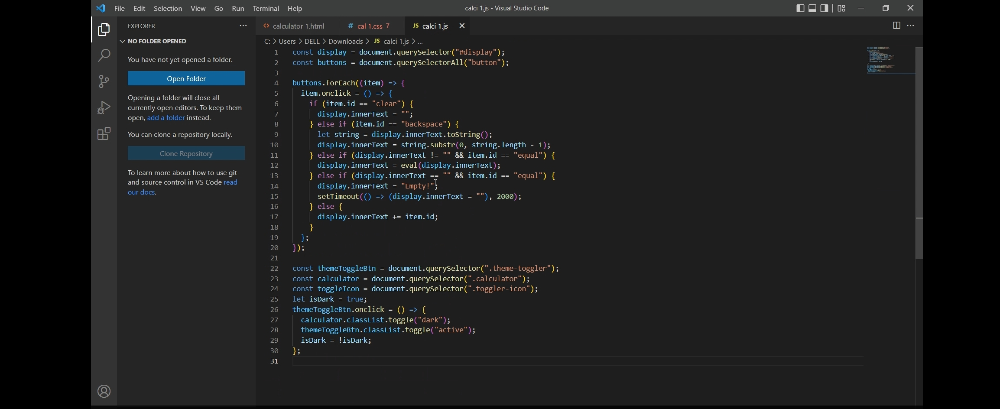 File Edit Selection View Go Run Terminal Help
calci 1.js - Visual Studio Code
EXPLORER
NO FOLDER OPENED
You have not yet opened a folder.
Open Folder
Opening a folder will close all
currently open editors. To keep them
open, add a folder instead.
You can clone a repository locally.
Clone Repository
To learn more about how to use git
and source control in VS Code read
our docs.
<> calculator 1.html
# cal 1.css 7
JS calci 1.js
C: > Users > DELL > Downloads > JS calci 1.js > ...
1 const display = document.querySelector("#display");
2 const buttons = document.querySelectorAll("button");
3
4 buttons.forEach((item) => {
5   item.onclick = () => {
6     if (item.id == "clear") {
7       display.innerText = "";
8     } else if (item.id == "backspace") {
9       let string = display.innerText.toString();
10       display.innerText = string.substr(0, string.length - 1);
11     } else if (display.innerText != "" && item.id == "equal") {
12       display.innerText = eval(display.innerText);
13     } else if (display.innerText == "" && item.id == "equal") {
14       display.innerText = "Empty!";
15       setTimeout(() => (display.innerText = ""), 2000);
16     } else {
17       display.innerText += item.id;
18     }
19   };
20 });
21
22 const themeToggleBtn = document.querySelector(".theme-toggler");
23 const calculator = document.querySelector(".calculator");
24 const toggleIcon = document.querySelector(".toggler-icon");
25 let isDark = true;
26 themeToggleBtn.onclick = () => {
27   calculator.classList.toggle("dark");
28   themeToggleBtn.classList.toggle("active");
29   isDark = !isDark;
30 };
31